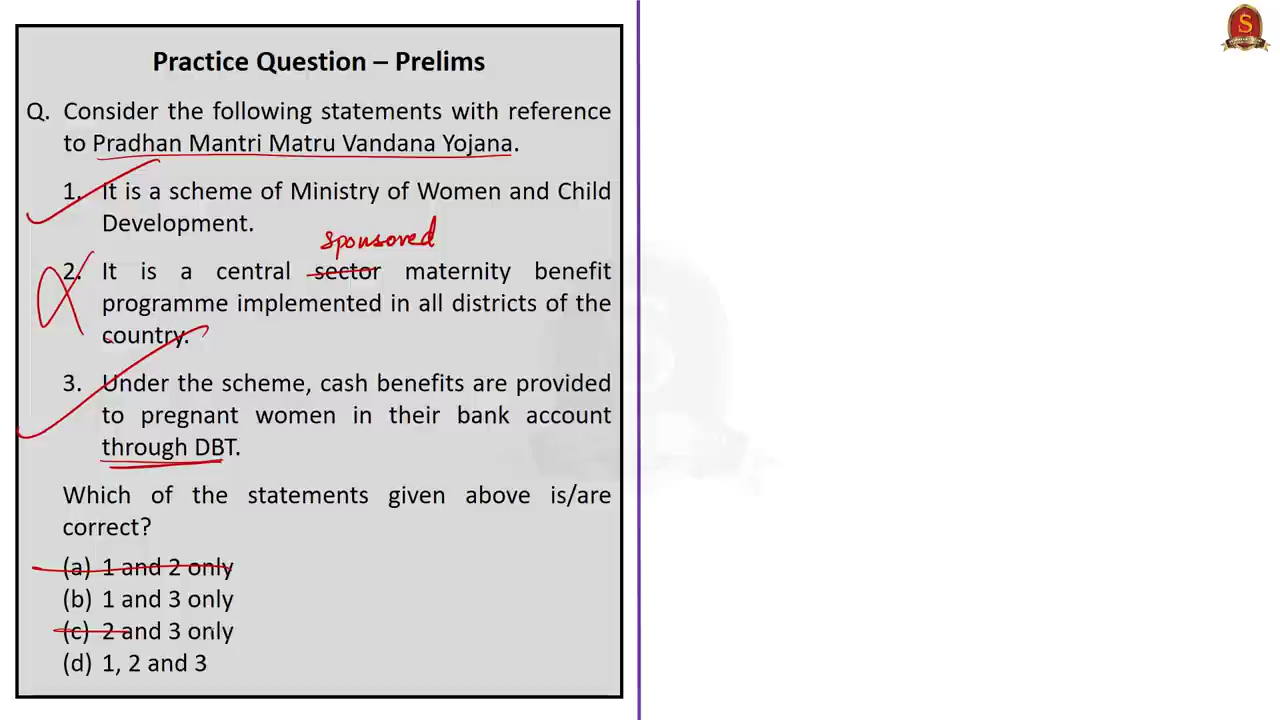 Practice Question – Prelims
Q. Consider the following statements with reference
to Pradhan Mantri Matru Vandana Yojana.
1. It is a scheme of Ministry of Women and Child
Development.
sponsored
2. It is a central sector maternity benefit
programme implemented in all districts of the
country.
3. Under the scheme, cash benefits are provided
to pregnant women in their bank account
through DBT.
Which of the statements given above is/are
correct?
(a) 1 and 2 only
(b) 1 and 3 only
(c) 2 and 3 only
(d) 1, 2 and 3
S